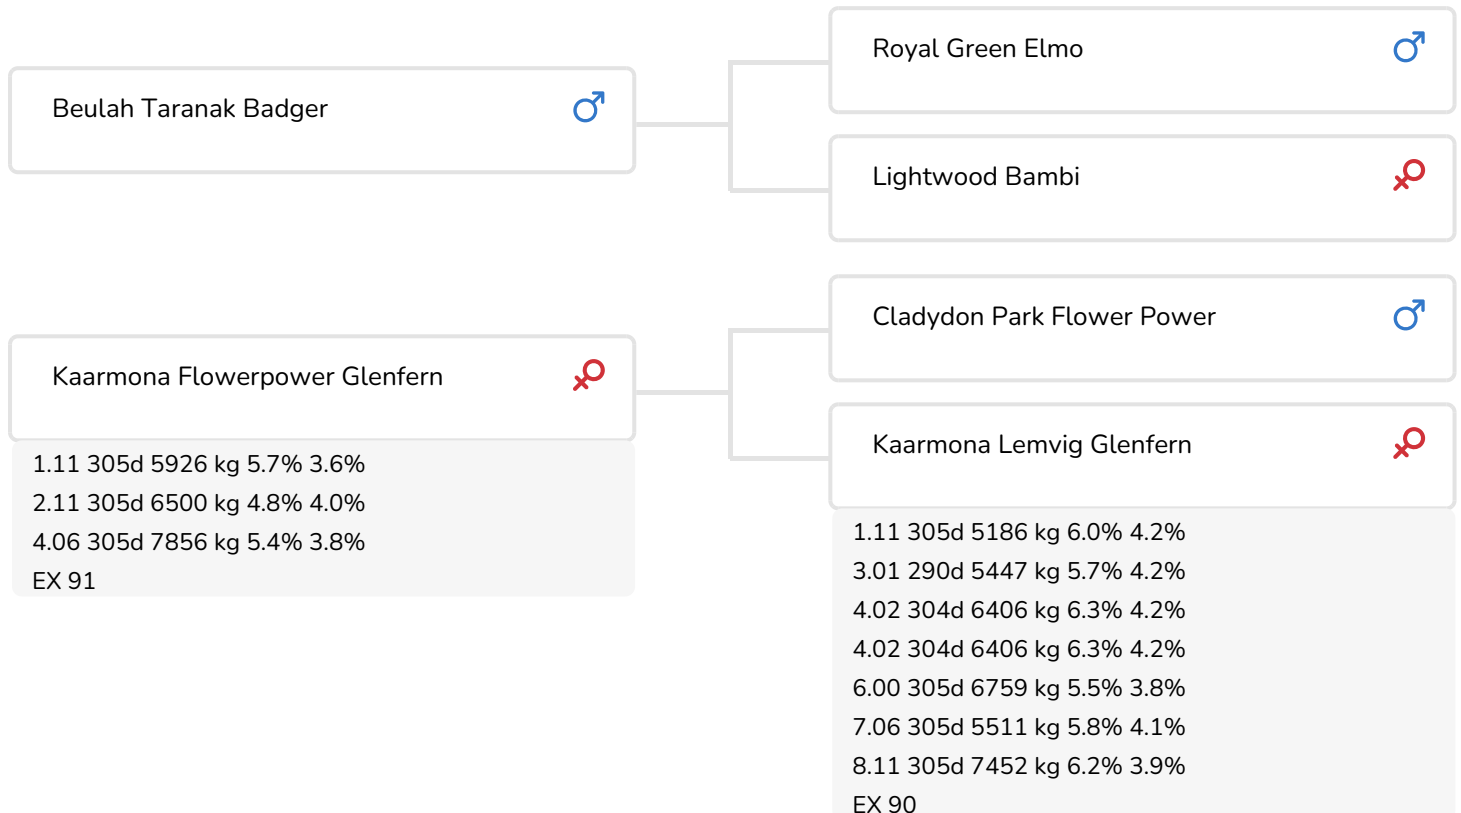 Beulah Taranak Badger
Royal Green Elmo
Lightwood Bambi
Kaarmona Flowerpower Glenfern
1.11 305d 5926 kg 5.7% 3.6%
2.11 305d 6500 kg 4.8% 4.0%
4.06 305d 7856 kg 5.4% 3.8%
EX 91
Cladydon Park Flower Power
Kaarmona Lemvig Glenfern
1.11 305d 5186 kg 6.0% 4.2%
3.01 290d 5447 kg 5.7% 4.2%
4.02 304d 6406 kg 6.3% 4.2%
4.02 304d 6406 kg 6.3% 4.2%
6.00 305d 6759 kg 5.5% 3.8%
7.06 305d 5511 kg 5.8% 4.1%
8.11 305d 7452 kg 6.2% 3.9%
EX 90